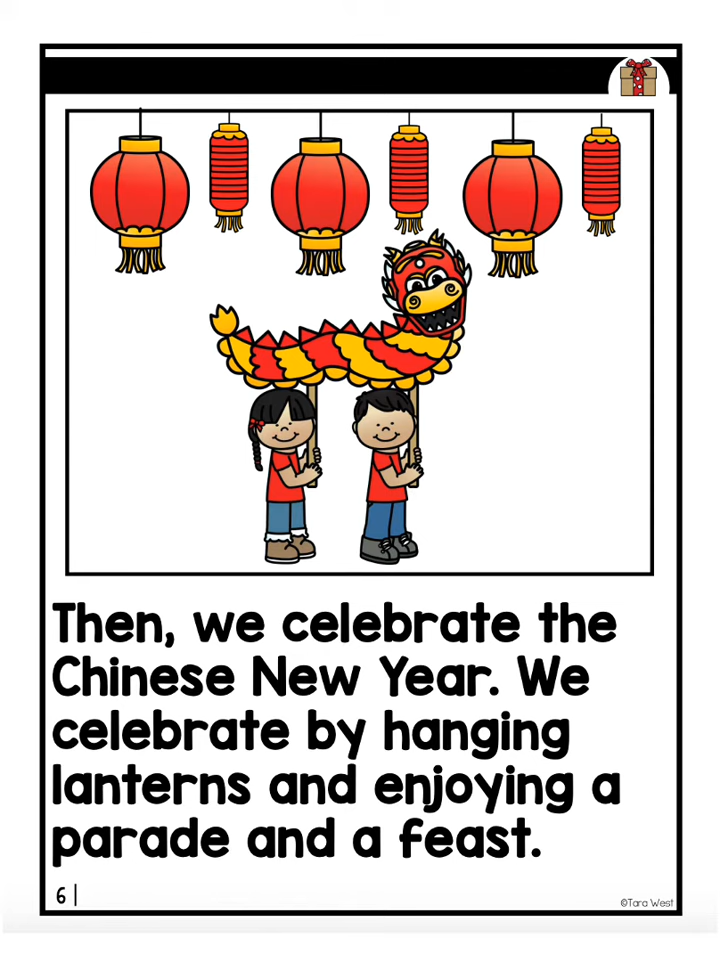 Then, we celebrate the
Chinese New Year. We
celebrate by hanging
lanterns and enjoying a
parade and a feast.
6 |
©Tara West